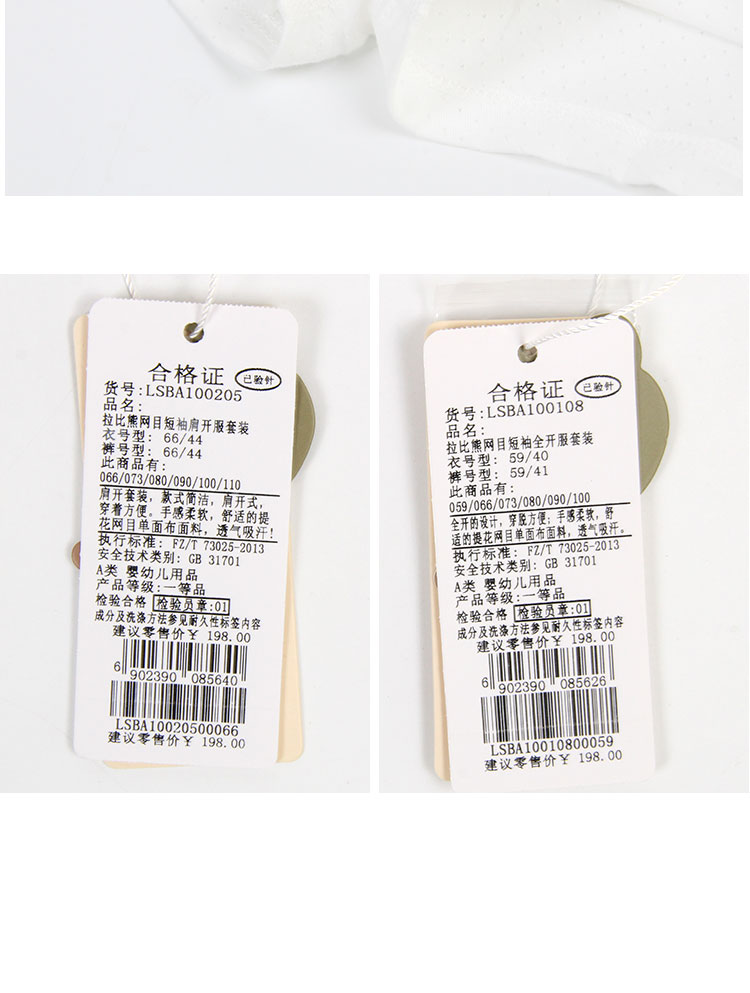 合格证 已验针
货号:LSBA100205
品名:
拉比熊网目短袖肩开服套装
衣号型: 66/44
裤号型: 66/44
此商品有:
066/073/080/090/100/110
肩开套装, 款式简洁, 肩开式,
穿着方便。手感柔软, 舒适的提
花网目单面布面料, 透气吸汗!
执行标准: FZ/T 73025-2013
安全技术类别: GB 31701
A类 婴幼儿用品
产品等级:一等品
检验合格 检验员章:01
成分及洗涤方法参见耐久性标签内容
建议零售价￥ 198.00
6 902390 085640
LSBA10020500066
建议零售价￥ 198.00
合格证 已验针
货号:LSBA100108
品名:
拉比熊网目短袖全开服套装
衣号型: 59/40
裤号型: 59/41
此商品有:
059/066/073/080/090/100
全开的设计, 穿脱方便; 手感柔软, 舒
适的提花网目单面布面料, 透气吸汗!
执行标准: FZ/T 73025-2013
安全技术类别: GB 31701
A类 婴幼儿用品
产品等级:一等品
检验合格 检验员章:01
成分及洗涤方法参见耐久性标签内容
建议零售价￥ 198.00
6 902390 085626
LSBA10010800059
建议零售价￥ 198.00